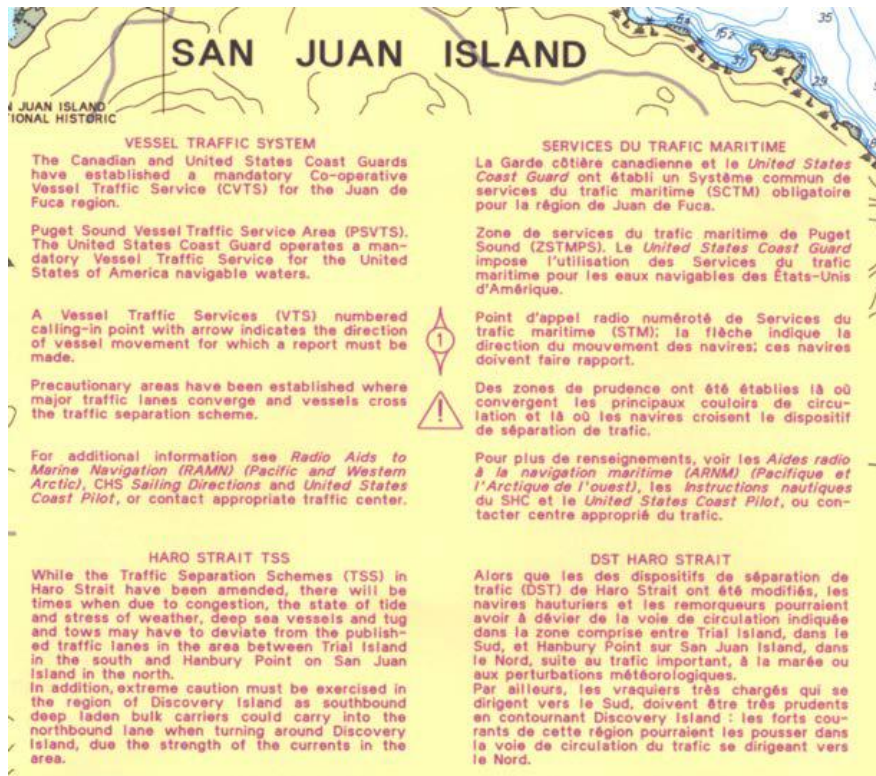 SAN JUAN ISLAND
N JUAN ISLAND
IONAL HISTORIC
54
152
31
35
29
VESSEL TRAFFIC SYSTEM
The Canadian and United States Coast Guards
have established a mandatory Co-operative
Vessel Traffic Service (CVTS) for the Juan de
Fuca region.
Puget Sound Vessel Traffic Service Area (PSVTS).
The United States Coast Guard operates a man-
datory Vessel Traffic Service for the United
States of America navigable waters.
A Vessel Traffic Services (VTS) numbered
calling-in point with arrow indicates the direction
of vessel movement for which a report must be
made.
Precautionary areas have been established where
major traffic lanes converge and vessels cross
the traffic separation scheme.
For additional information see Radio Aids to
Marine Navigation (RAMN) (Pacific and Western
Arctic), CHS Sailing Directions and United States
Coast Pilot, or contact appropriate traffic center.
HARO STRAIT TSS
While the Traffic Separation Schemes (TSS) in
Haro Strait have been amended, there will be
times when due to congestion, the state of tide
and stress of weather, deep sea vessels and tug
and tows may have to deviate from the publish-
ed traffic lanes in the area between Trial Island
in the south and Hanbury Point on San Juan
Island in the north.
In addition, extreme caution must be exercised in
the region of Discovery Island as southbound
deep laden bulk carriers could carry into the
northbound lane when turning around Discovery
Island, due the strength of the currents in the
area.
1
!
SERVICES DU TRAFIC MARITIME
La Garde côtière canadienne et le United States
Coast Guard ont établi un Système commun de
services du trafic maritime (SCTM) obligatoire
pour la région de Juan de Fuca.
Zone de services du trafic maritime de Puget
Sound (ZSTMPS). Le United States Coast Guard
impose l'utilisation des Services du trafic
maritime pour les eaux navigables des États-Unis
d'Amérique.
Point d'appel radio numéroté de Services du
trafic maritime (STM); la flèche indique la
direction du mouvement des navires; ces navires
doivent faire rapport.
Des zones de prudence ont été établies là où
convergent les principaux couloirs de circu-
lation et là où les navires croisent le dispositif
de séparation de trafic.
Pour plus de renseignements, voir les Aides radio
à la navigation maritime (ARNM) (Pacifique et
l'Arctique de l'ouest), les Instructions nautiques
du SHC et le United States Coast Pilot, ou con-
tacter centre approprié du trafic.
DST HARO STRAIT
Alors que les des dispositifs de séparation de
trafic (DST) de Haro Strait ont été modifiés, les
navires hauturiers et les remorqueurs pourraient
avoir à dévier de la voie de circulation indiquée
dans la zone comprise entre Trial Island, dans le
Sud, et Hanbury Point sur San Juan Island, dans
le Nord, suite au trafic important, à la marée ou
aux perturbations météorologiques.
Par ailleurs, les vraquiers très chargés qui se
dirigent vers le Sud, doivent être très prudents
en contournant Discovery Island : les forts cou-
rants de cette région pourraient les pousser dans
la voie de circulation du trafic se dirigeant vers
le Nord.